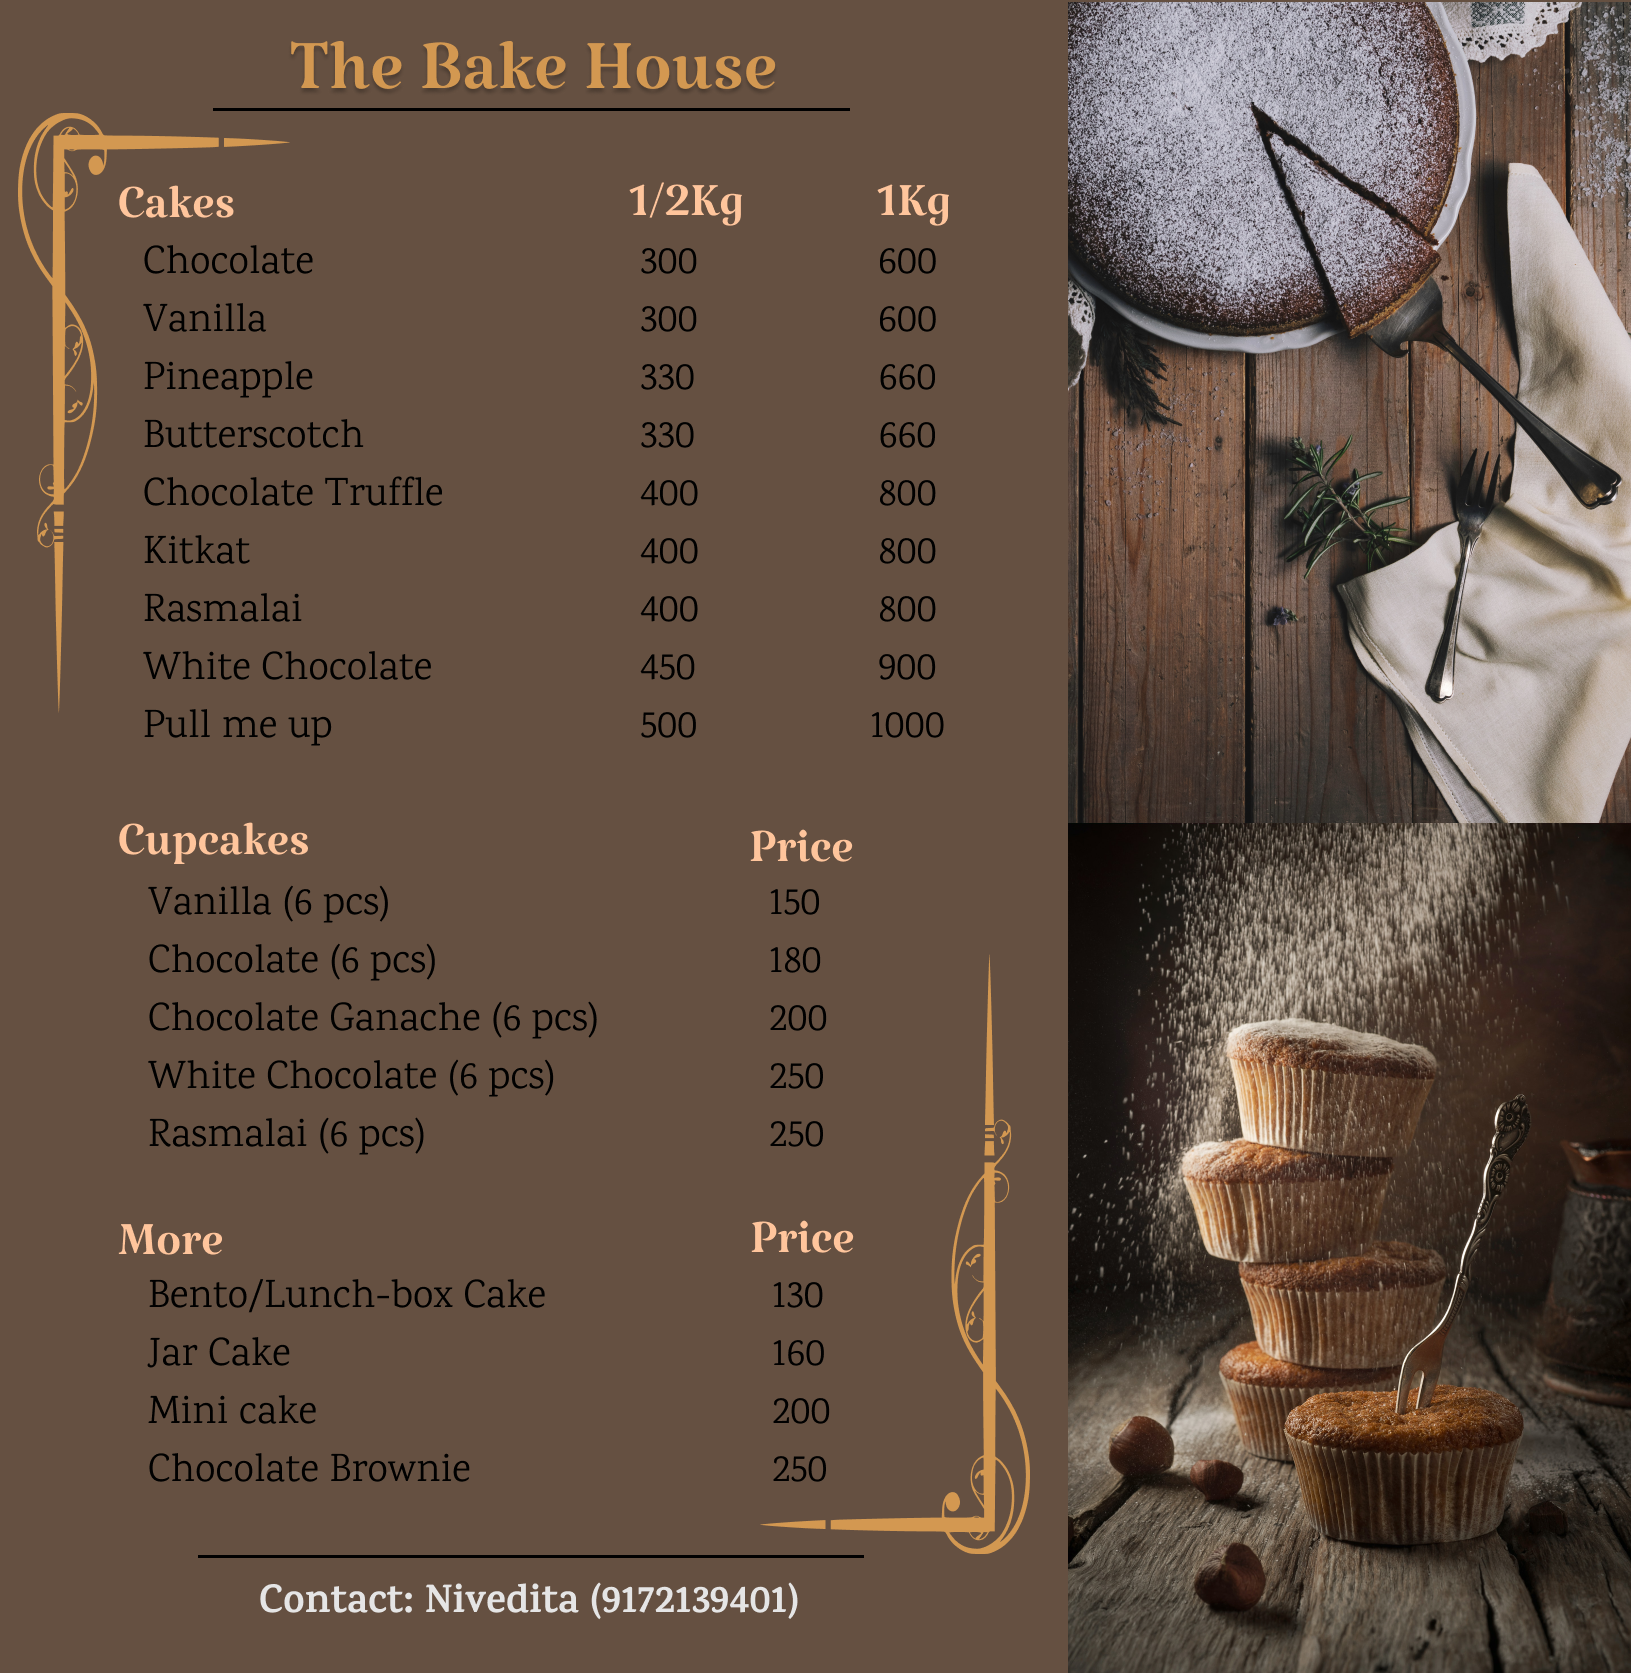 The Bake House
Cakes 1/2Kg 1Kg
Chocolate 300 600
Vanilla 300 600
Pineapple 330 660
Butterscotch 330 660
Chocolate Truffle 400 800
Kitkat 400 800
Rasmalai 400 800
White Chocolate 450 900
Pull me up 500 1000
Cupcakes Price
Vanilla (6 pcs) 150
Chocolate (6 pcs) 180
Chocolate Ganache (6 pcs) 200
White Chocolate (6 pcs) 250
Rasmalai (6 pcs) 250
More Price
Bento/Lunch-box Cake 130
Jar Cake 160
Mini cake 200
Chocolate Brownie 250
Contact: Nivedita (9172139401)